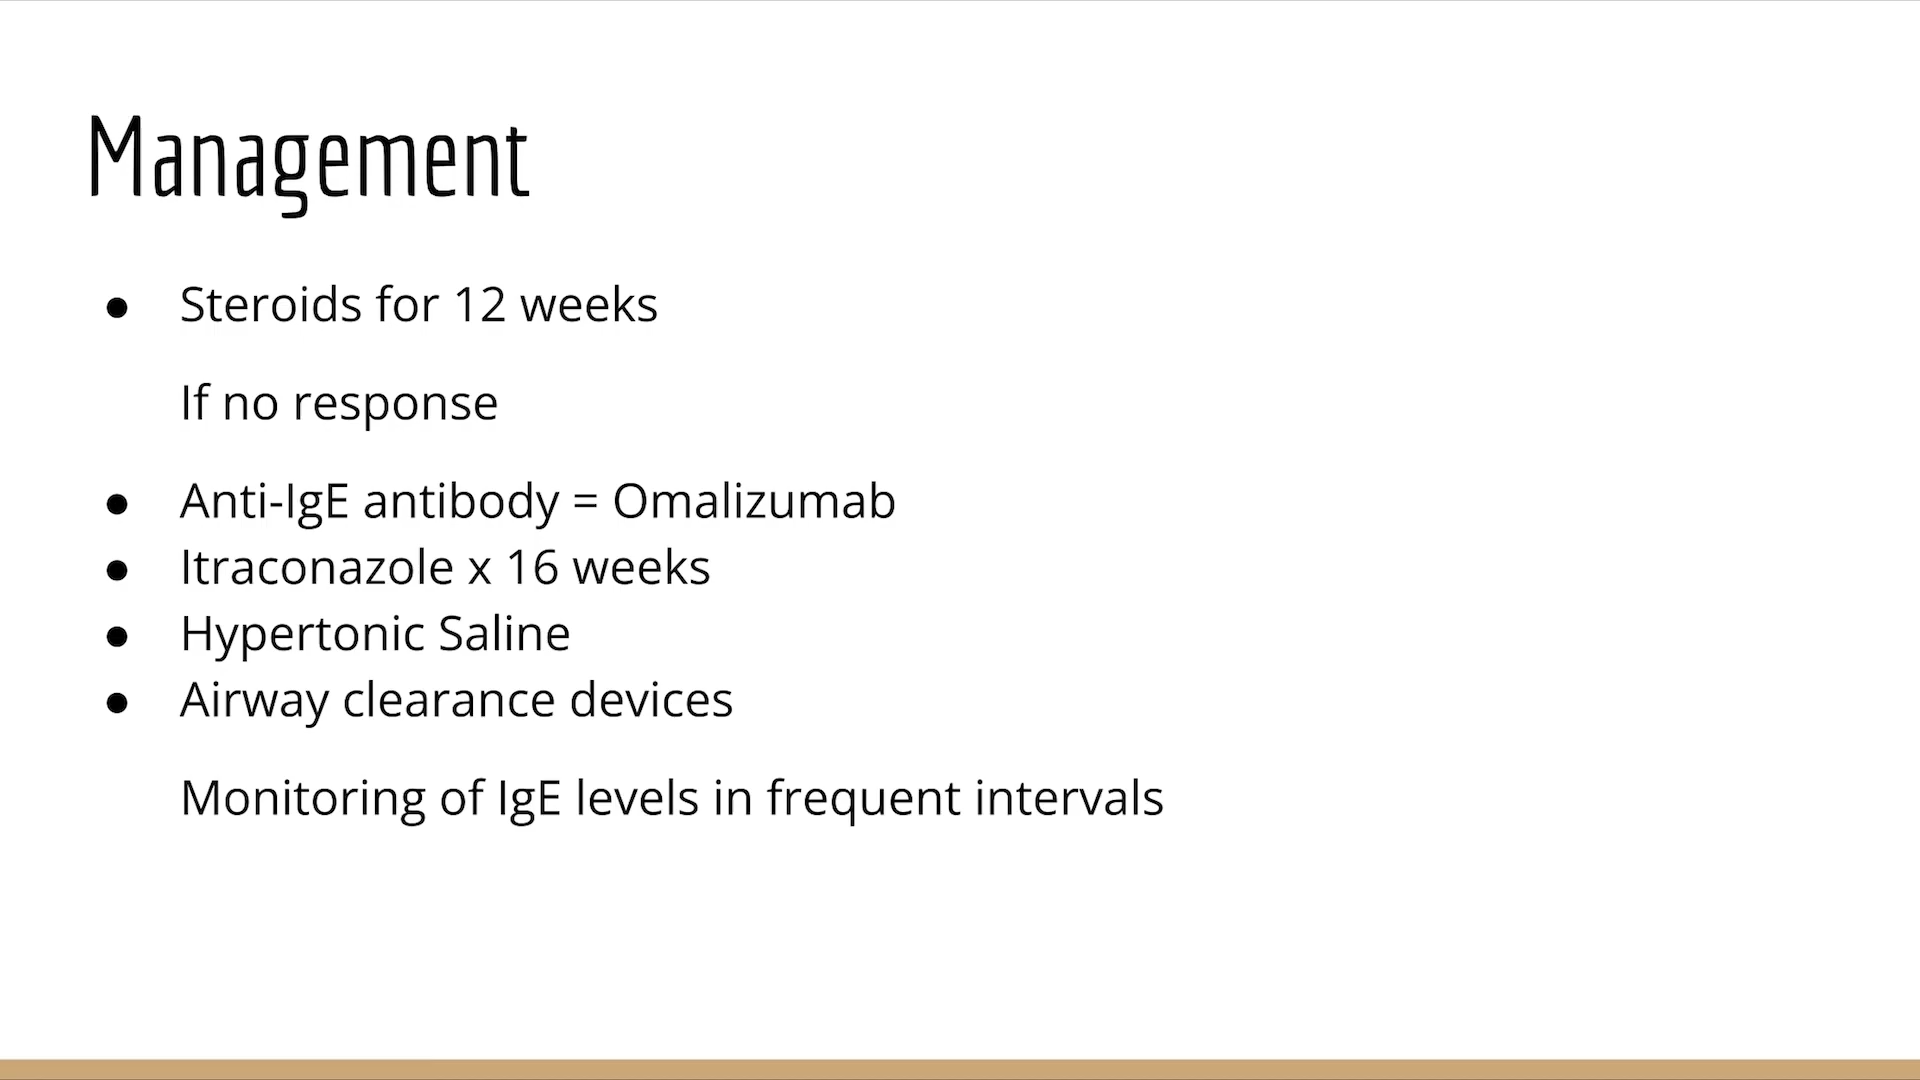 Management
● Steroids for 12 weeks
If no response
● Anti-IgE antibody = Omalizumab
● Itraconazole x 16 weeks
● Hypertonic Saline
● Airway clearance devices
Monitoring of IgE levels in frequent intervals